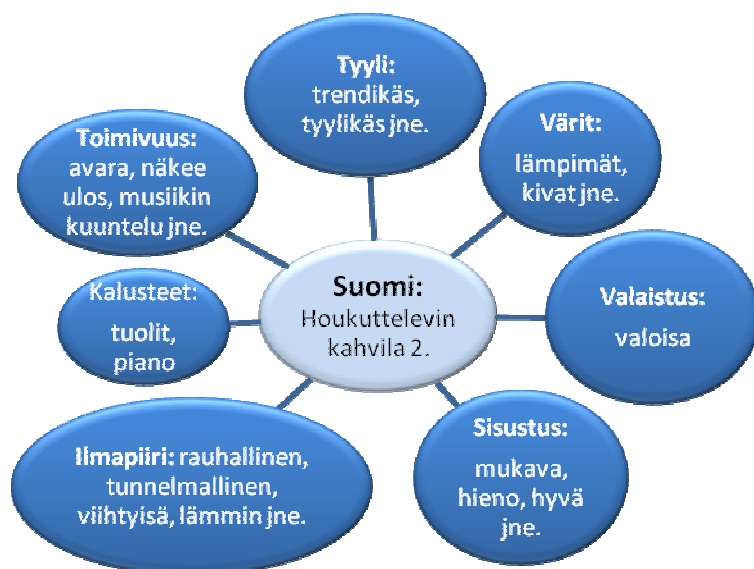 Tyyli:
trendikäs,
tyylikäs jne.
Värit:
lämpimät,
kivat jne.
Valaistus:
valoisa
Sisustus:
mukava,
hieno, hyvä
jne.
Ilmapiiri: rauhallinen,
tunnelmallinen,
viihtyisä, lämmin jne.
Kalusteet:
tuolit,
piano
Toimivuus:
avara, näkee
ulos, musiikin
kuuntelu jne.
Suomi:
Houkuttelevin
kahvila 2.